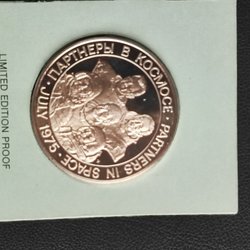 LIMITED EDITION PROOF
ПАРТНЕРЫ В КОСМОСЕ · PARTNERS IN SPACE · JULY 1975 ·